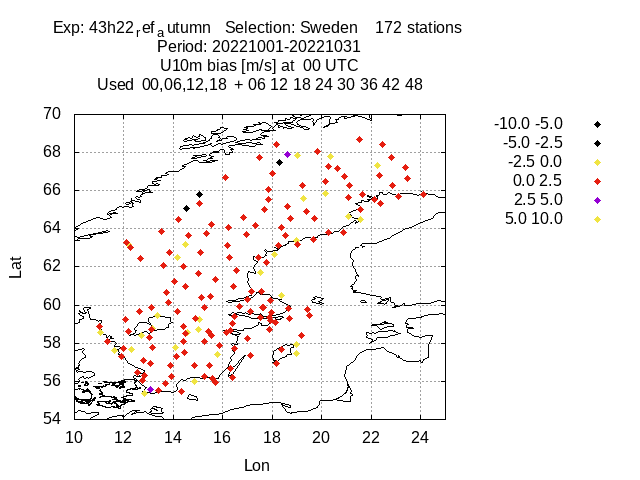 Exp: 43h22refautumn Selection: Sweden 172 stations
Period: 20221001-20221031
U10m bias [m/s] at 00 UTC
Used 00,06,12,18 + 06 12 18 24 30 36 42 48
-10.0 -5.0
-5.0 -2.5
-2.5 0.0
0.0 2.5
2.5 5.0
5.0 10.0
70
68
66
64
62
60
58
56
54
Lat
10 12 14 16 18 20 22 24
Lon